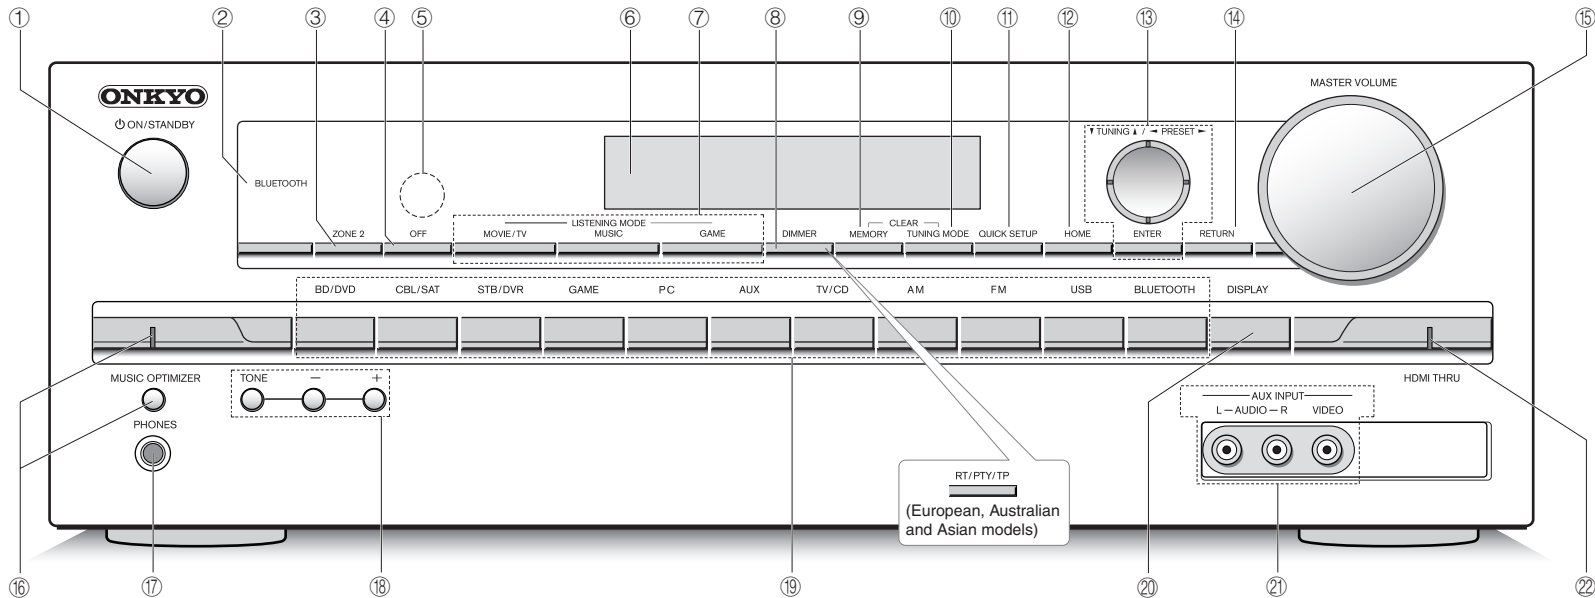 ① ② ③ ④ ⑤ ⑥ ⑦ ⑧ ⑨ ⑩ ⑪ ⑫ ⑬ ⑭ ⑮
ONKYO
MASTER VOLUME
⏻ ON/STANDBY
▼ TUNING ▲ / ◄ PRESET ►
BLUETOOTH
LISTENING MODE
CLEAR
ZONE 2 OFF MOVIE/TV MUSIC GAME DIMMER MEMORY TUNING MODE QUICK SETUP HOME ENTER RETURN
BD/DVD CBL/SAT STB/DVR GAME PC AUX TV/CD AM FM USB BLUETOOTH DISPLAY
MUSIC OPTIMIZER TONE − + HDMI THRU
AUX INPUT
L − AUDIO − R VIDEO
PHONES
RT/PTY/TP
(European, Australian
and Asian models)
⑯ ⑰ ⑱ ⑲ ⑳ ㉑ ㉒